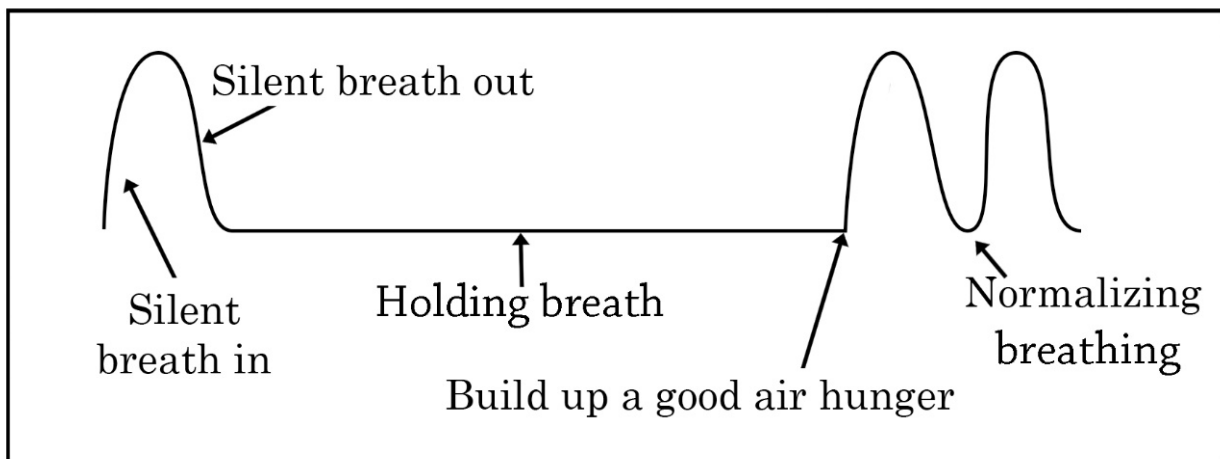 Silent breath out
Silent
breath in
Holding breath
Build up a good air hunger
Normalizing
breathing